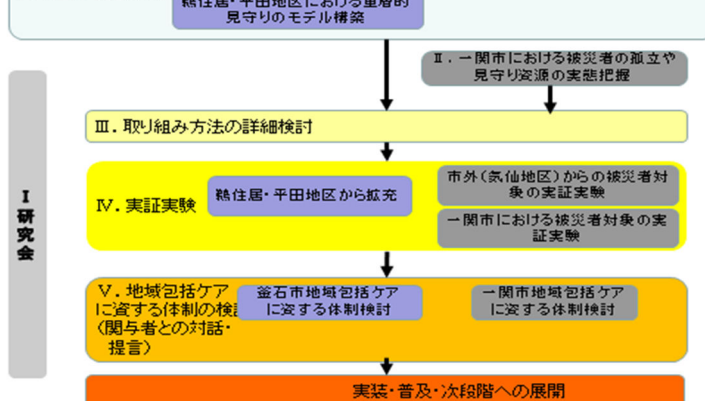 鵜住居・平田地区における重層的
見守りのモデル構築
Ⅱ．一関市における被災者の孤立や
見守り資源の実態把握
Ⅲ．取り組み方法の詳細検討
Ⅰ
研
究
会
Ⅳ．実証実験
鵜住居・平田地区から拡充
市外（気仙地区）からの被災者対
象の実証実験
一関市における被災者対象の実
証実験
Ⅴ．地域包括ケア
に資する体制の検
（関与者との対話・
提言）
釜石市地域包括ケア
に資する体制検討
一関市地域包括ケア
に資する体制検討
実装・普及・次段階への展開